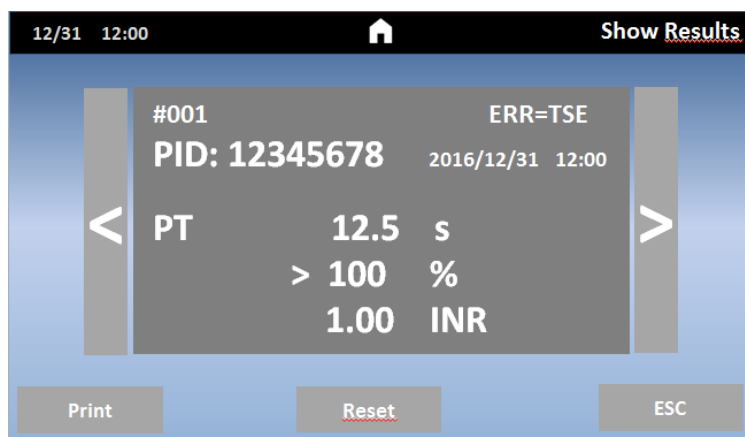 12/31 12:00 Show Results
#001 ERR=TSE
PID: 12345678 2016/12/31 12:00
< PT 12.5 s >
> 100 %
1.00 INR
Print Reset ESC